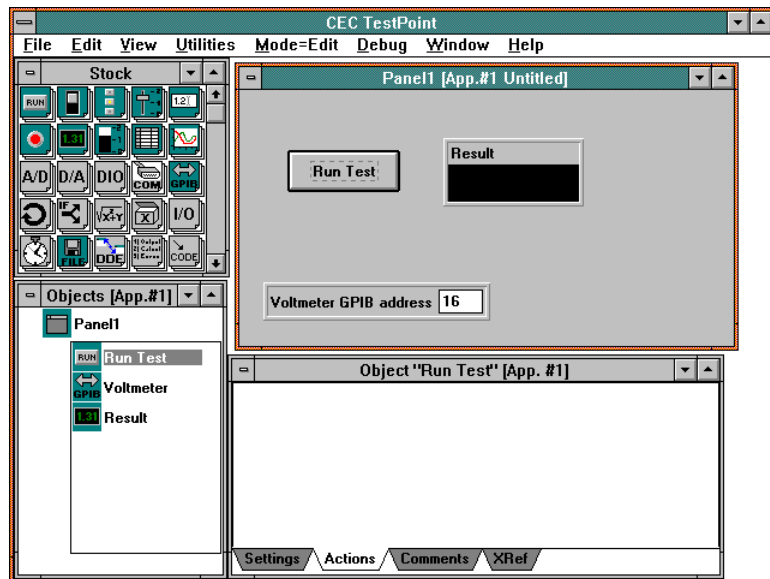 CEC TestPoint
File Edit View Utilities Mode=Edit Debug Window Help
Stock
RUN
1.2
1.31
A/D D/A DIO COM GPIB
IF √x²+Y X I/O
FILE DDE CODE
Panel1 [App.#1 Untitled]
Run Test
Result
Voltmeter GPIB address 16
Objects [App.#1]
Panel1
RUN Run Test
GPIB Voltmeter
1.31 Result
Object "Run Test" [App. #1]
Settings Actions Comments XRef